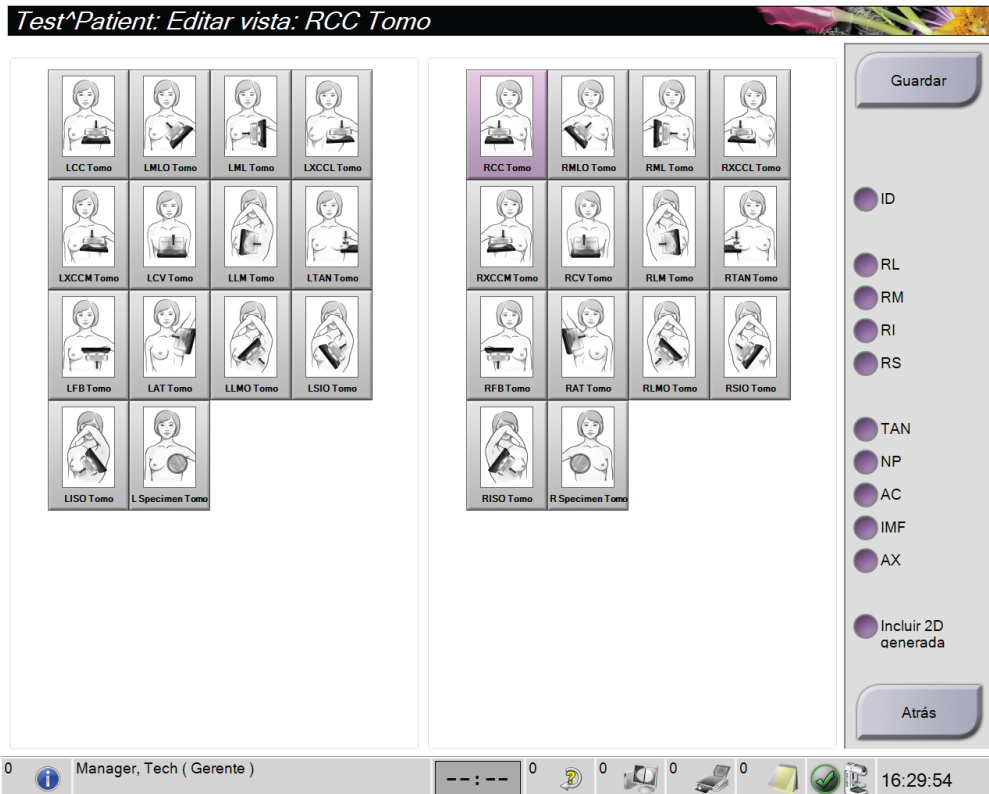 Test^Patient: Editar vista: RCC Tomo
LCC Tomo
LMLO Tomo
LML Tomo
LXCCL Tomo
LXCCM Tomo
LCV Tomo
LLM Tomo
LTAN Tomo
LFB Tomo
LAT Tomo
LLMO Tomo
LSIO Tomo
LISO Tomo
L Specimen Tomo
RCC Tomo
RMLO Tomo
RML Tomo
RXCCL Tomo
RXCCM Tomo
RCV Tomo
RLM Tomo
RTAN Tomo
RFB Tomo
RAT Tomo
RLMO Tomo
RSIO Tomo
RISO Tomo
R Specimen Tomo
Guardar
ID
RL
RM
RI
RS
TAN
NP
AC
IMF
AX
Incluir 2D
generada
Atrás
0
Manager, Tech ( Gerente )
--:--
0
0
0
0
16:29:54